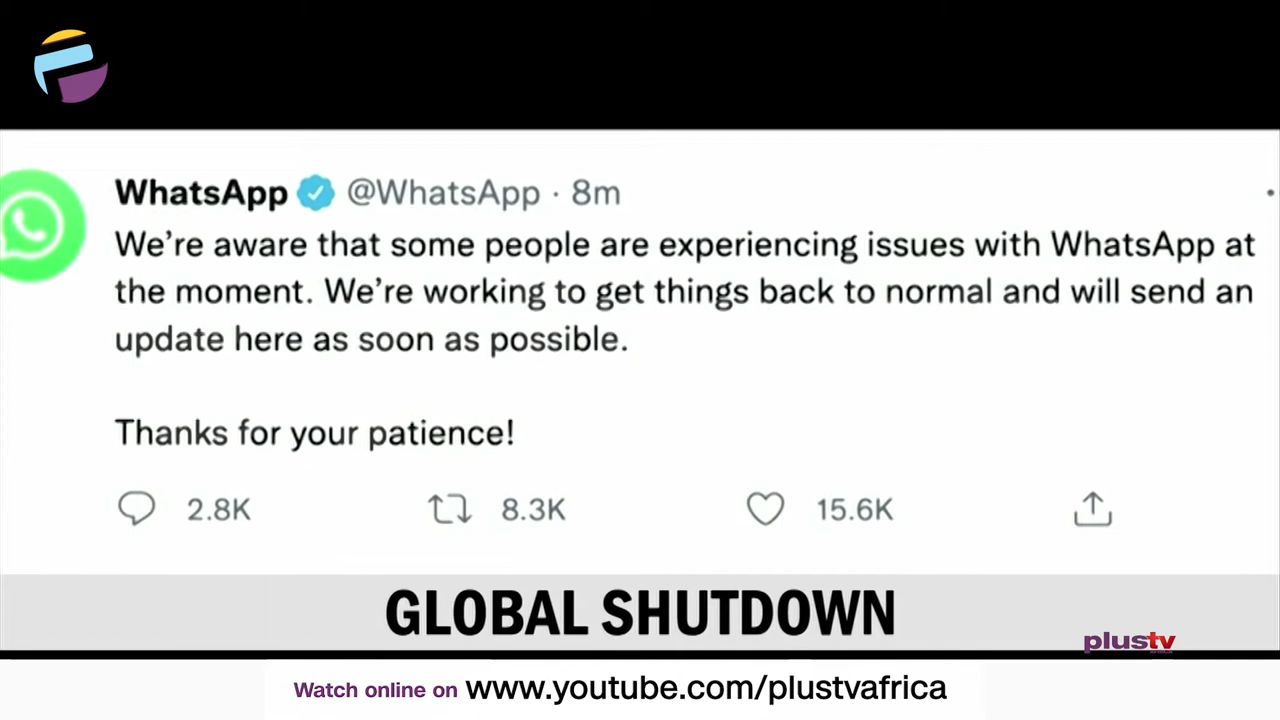 WhatsApp @WhatsApp · 8m
We're aware that some people are experiencing issues with WhatsApp at
the moment. We're working to get things back to normal and will send an
update here as soon as possible.
Thanks for your patience!
2.8K 8.3K 15.6K
GLOBAL SHUTDOWN
plustv
Watch online on www.youtube.com/plustvafrica